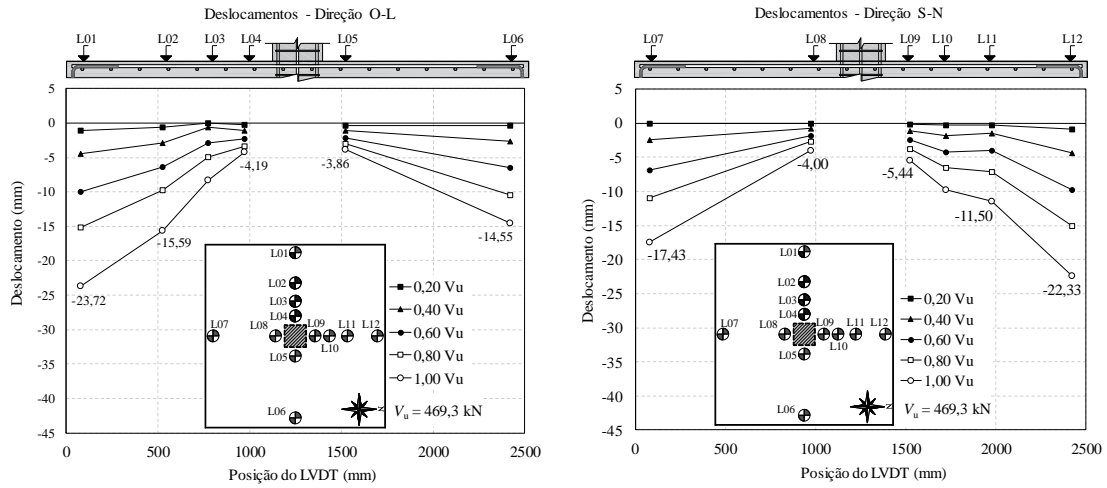 Deslocamentos - Direção O-L
L01 L02 L03 L04 L05 L06
5
0
-5
-10
-15
-20
-25
-30
-35
-40
-45
Deslocamento (mm)
-4,19
-3,86
-15,59
-14,55
-23,72
L01
L02
L03
L04
L07 L08 L09 L11 L12
L10
L05
L06
N
0,20 Vu
0,40 Vu
0,60 Vu
0,80 Vu
1,00 Vu
Vu = 469,3 kN
0 500 1000 1500 2000 2500
Posição do LVDT (mm)
Deslocamentos - Direção S-N
L07 L08 L09 L10 L11 L12
5
0
-5
-10
-15
-20
-25
-30
-35
-40
-45
Deslocamento (mm)
-4,00
-5,44
-11,50
-17,43
-22,33
L01
L02
L03
L04
L07 L08 L09 L11 L12
L10
L05
L06
N
0,20 Vu
0,40 Vu
0,60 Vu
0,80 Vu
1,00 Vu
Vu = 469,3 kN
0 500 1000 1500 2000 2500
Posição do LVDT (mm)